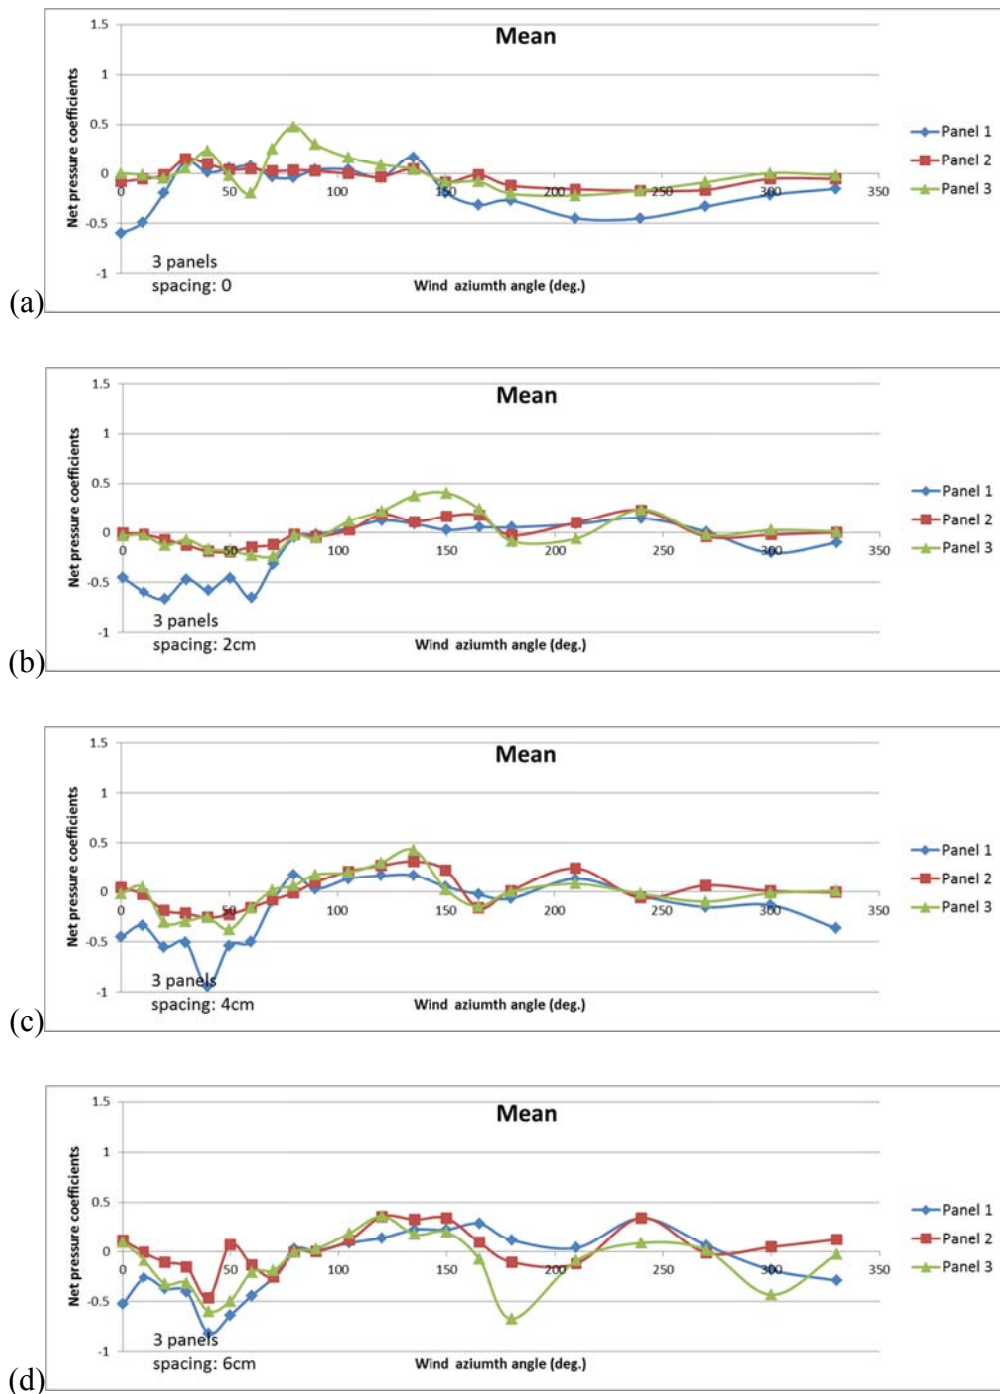 Mean
Net pressure coefficients
1.5
1
0.5
0
-0.5
-1
0 50 100 150 200 250 300 350
Panel 1
Panel 2
Panel 3
3 panels
spacing: 0
Wind aziumth angle (deg.)
(a)
Mean
Net pressure coefficients
1.5
1
0.5
0
-0.5
-1
0 50 100 150 200 250 300 350
Panel 1
Panel 2
Panel 3
3 panels
spacing: 2cm
Wind aziumth angle (deg.)
(b)
Mean
Net pressure coefficients
1.5
1
0.5
0
-0.5
-1
0 50 100 150 200 250 300 350
Panel 1
Panel 2
Panel 3
3 panels
spacing: 4cm
Wind aziumth angle (deg.)
(c)
Mean
Net pressure coefficients
1.5
1
0.5
0
-0.5
-1
0 50 100 150 200 250 300 350
Panel 1
Panel 2
Panel 3
3 panels
spacing: 6cm
Wind aziumth angle (deg.)
(d)